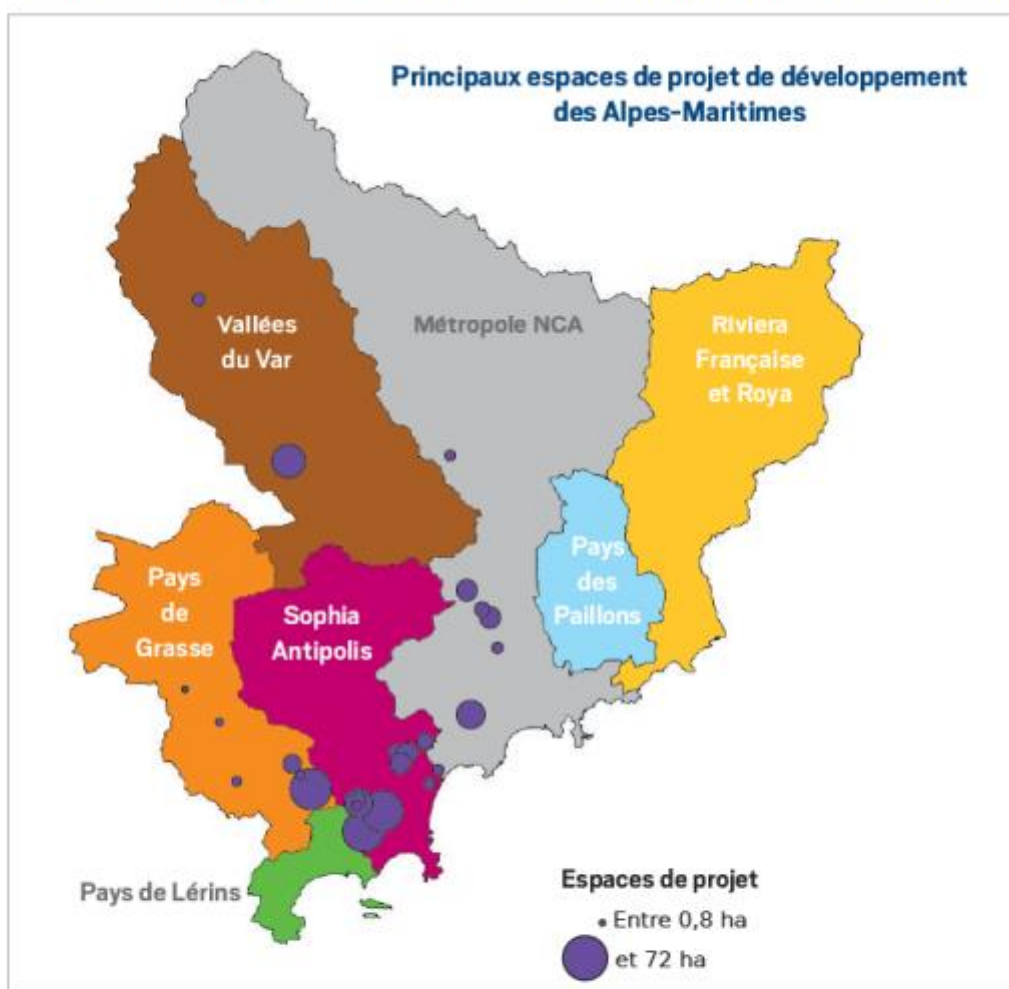 Principaux espaces de projet de développement
des Alpes-Maritimes
Vallées
du Var
Métropole NCA
Riviera
Française
et Roya
Pays
de
Grasse
Sophia
Antipolis
Pays
des
Paillons
Pays de Lérins
Espaces de projet
Entre 0,8 ha
et 72 ha